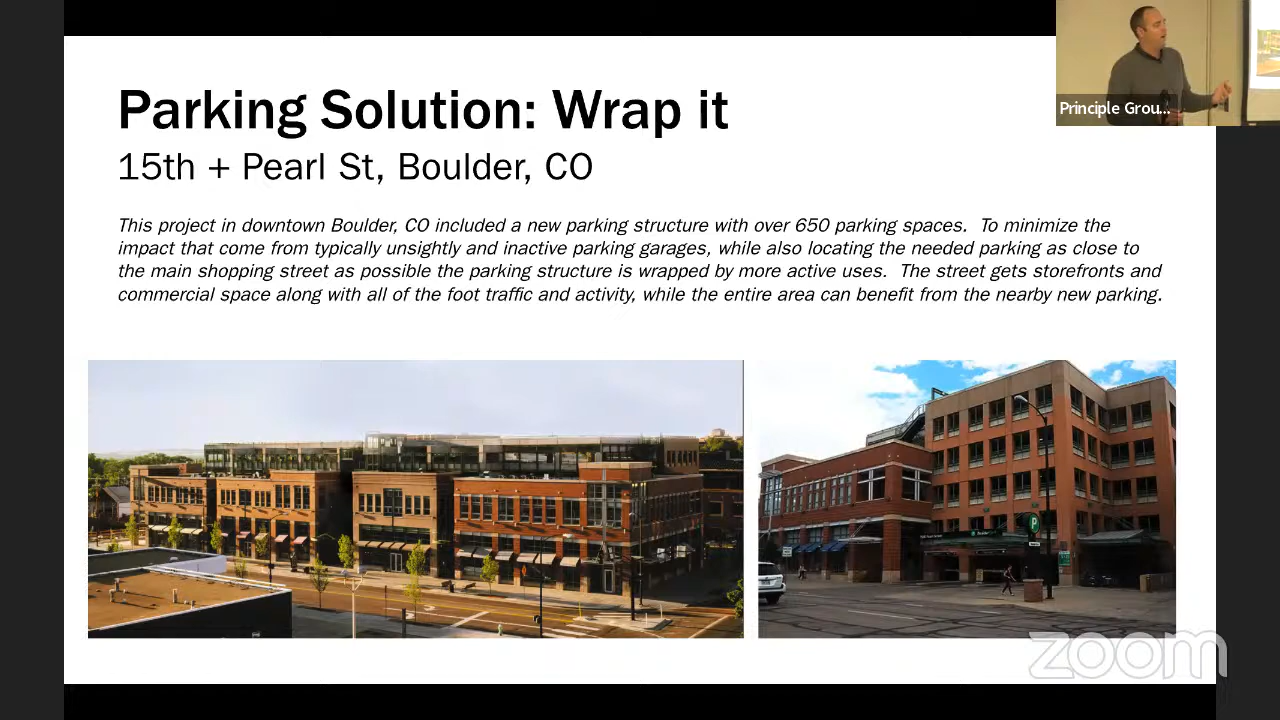 Parking Solution: Wrap it
15th + Pearl St, Boulder, CO
This project in downtown Boulder, CO included a new parking structure with over 650 parking spaces.  To minimize the
impact that come from typically unsightly and inactive parking garages, while also locating the needed parking as close to
the main shopping street as possible the parking structure is wrapped by more active uses.  The street gets storefronts and
commercial space along with all of the foot traffic and activity, while the entire area can benefit from the nearby new parking.
Principle Grou...
P
zoom